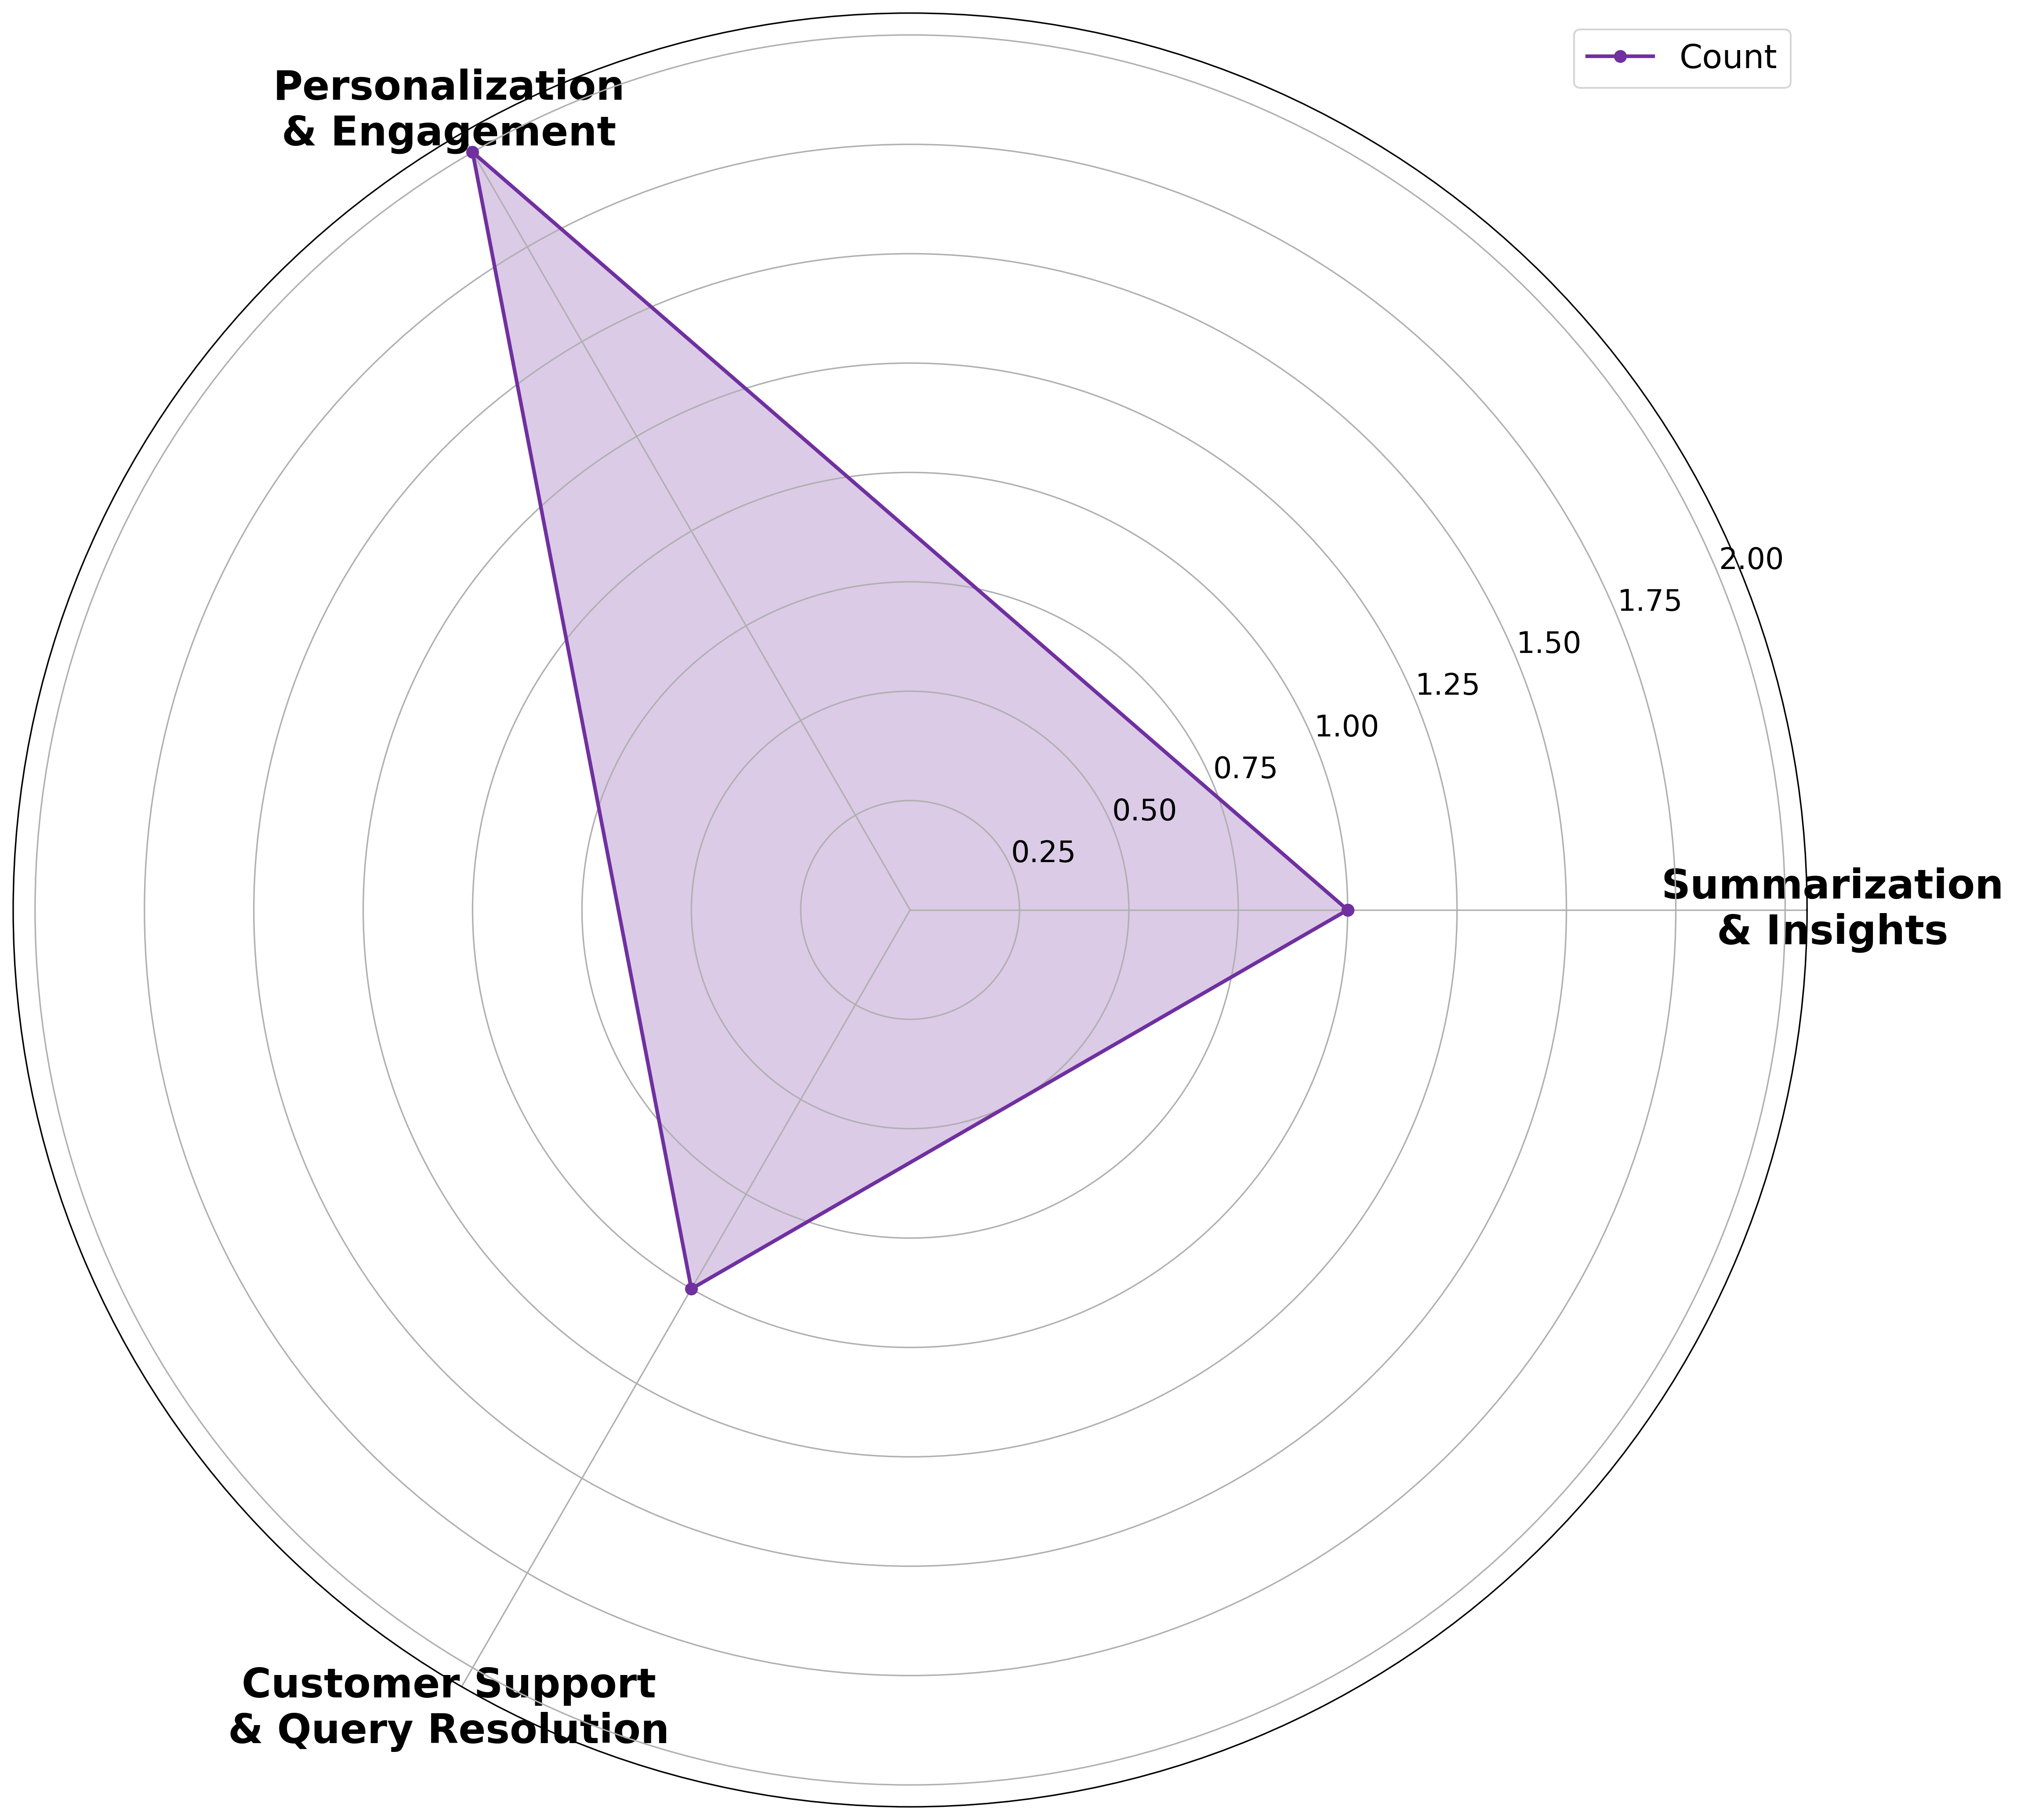 Count
Personalization
& Engagement
2.00
1.75
1.50
1.25
1.00
0.75
0.50
0.25
Summarization
& Insights
Customer Support
& Query Resolution